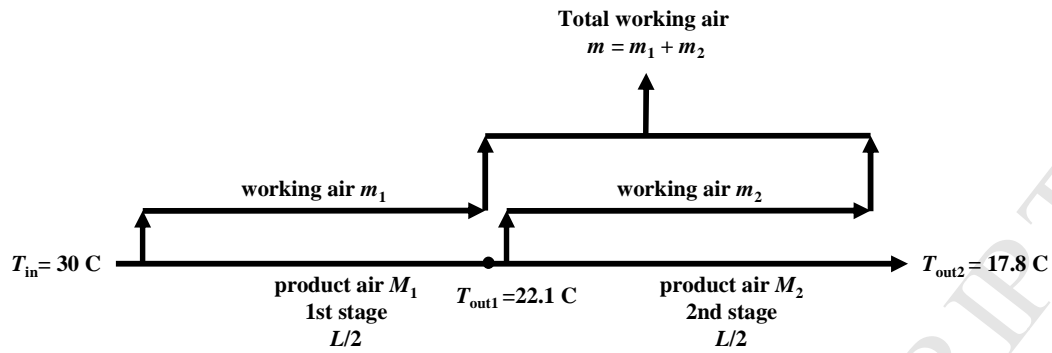 Total working air
m = m1 + m2
working air m1
working air m2
Tin= 30 C
product air M1
1st stage
L/2
Tout1 =22.1 C
product air M2
2nd stage
L/2
Tout2 = 17.8 C
R IPT